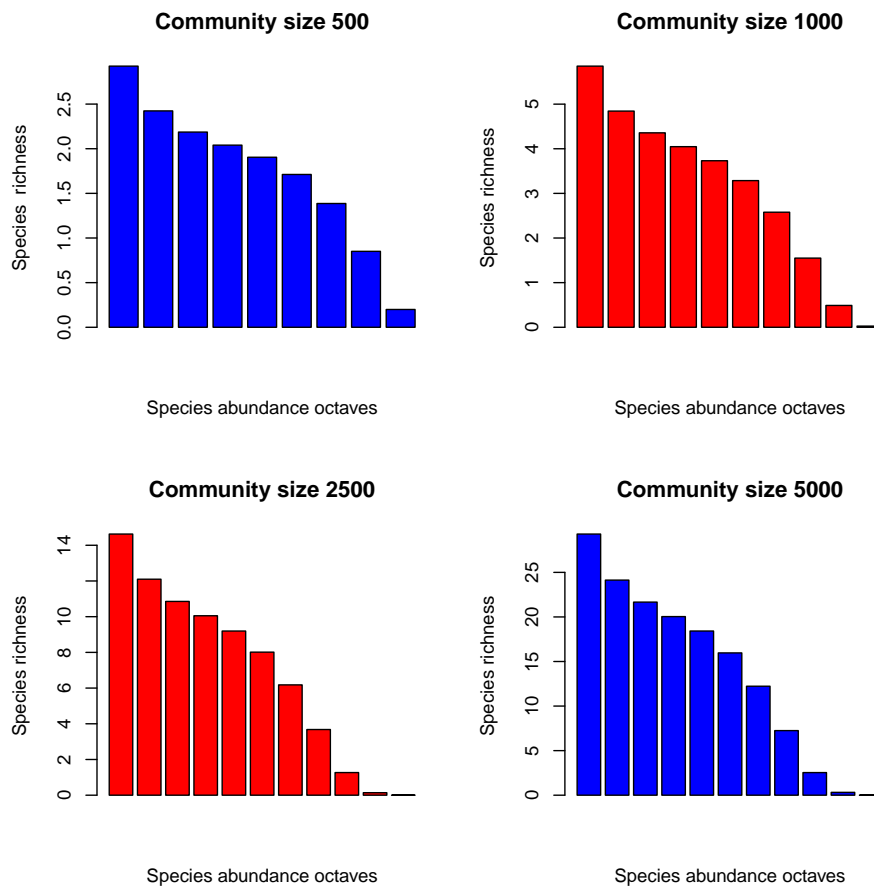 Community size 500
Species richness
0.0
0.5
1.0
1.5
2.0
2.5
Species abundance octaves
Community size 1000
Species richness
0
1
2
3
4
5
Species abundance octaves
Community size 2500
Species richness
0
2
4
6
8
10
14
Species abundance octaves
Community size 5000
Species richness
0
5
10
15
20
25
Species abundance octaves